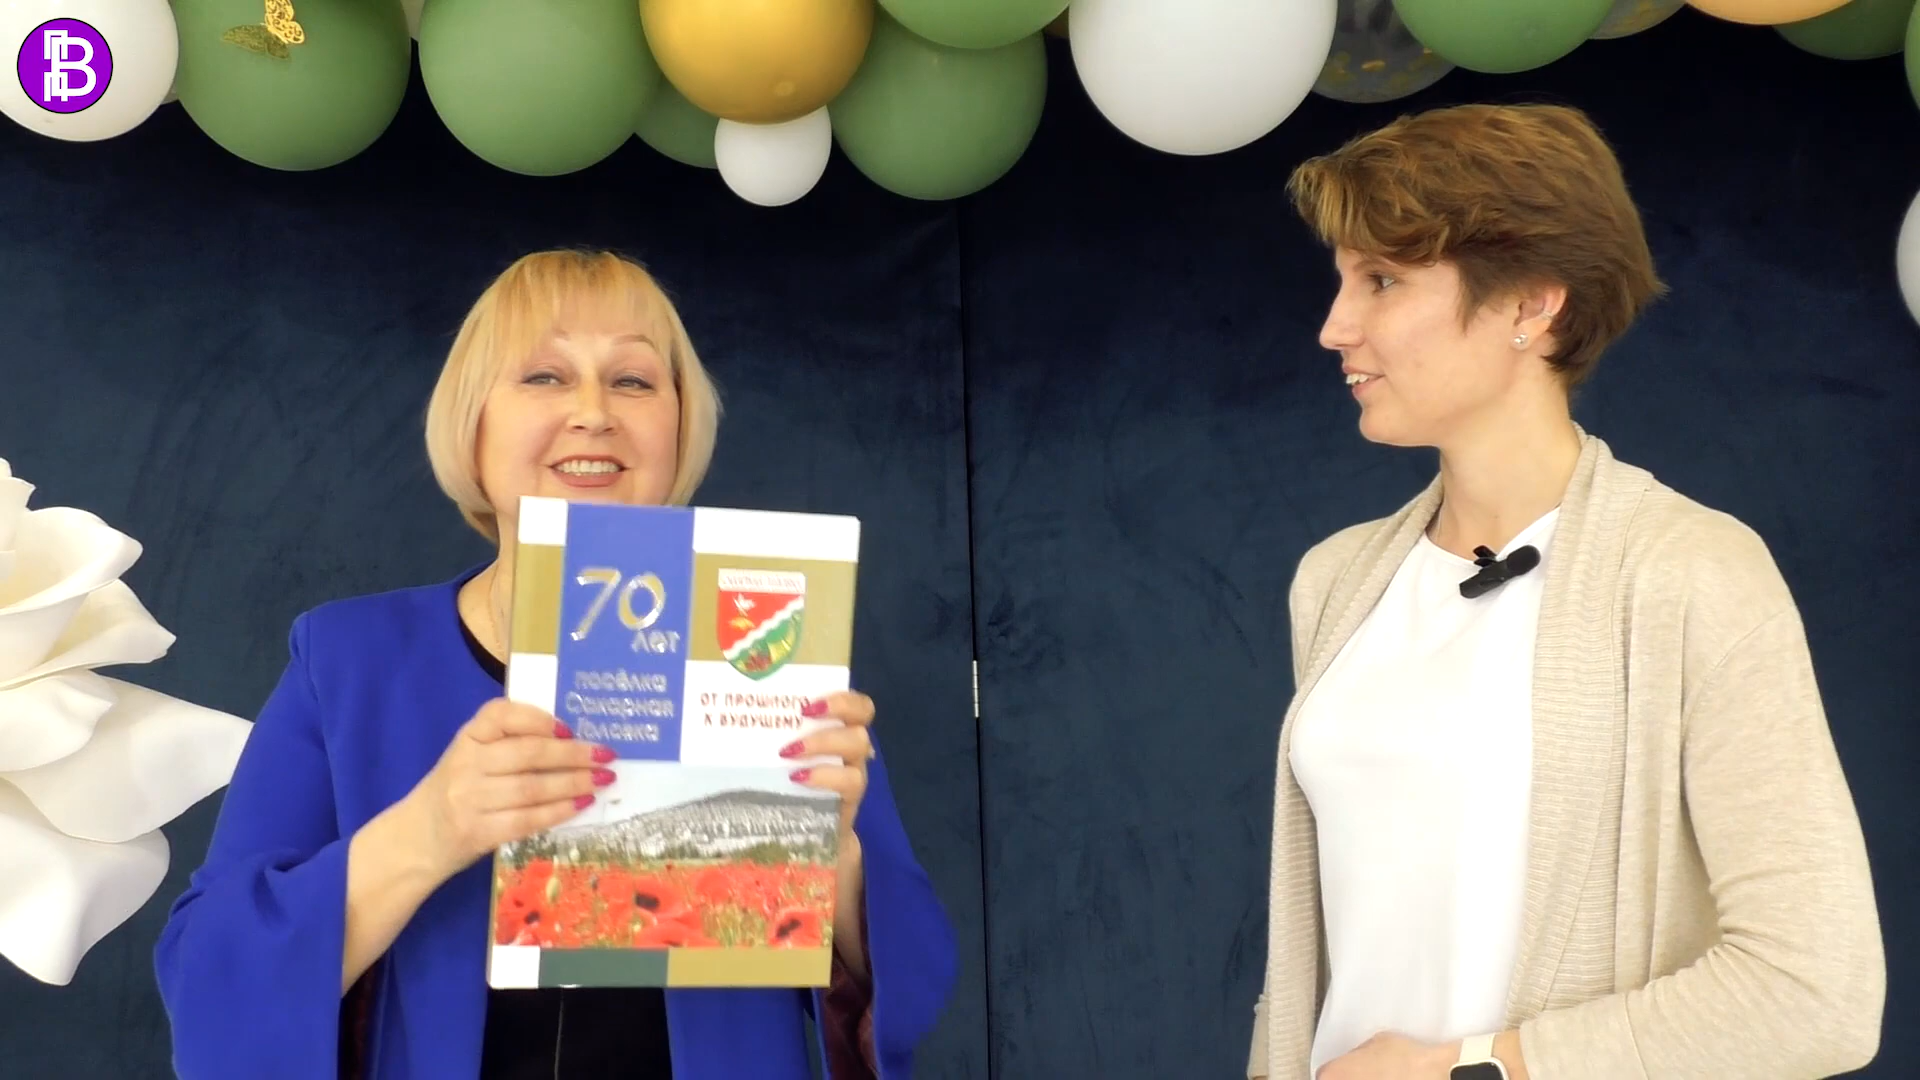 70
лет
посёлка
Сахарная
Головка
ОТ ПРОШЛОГО
К БУДУЩЕМУ